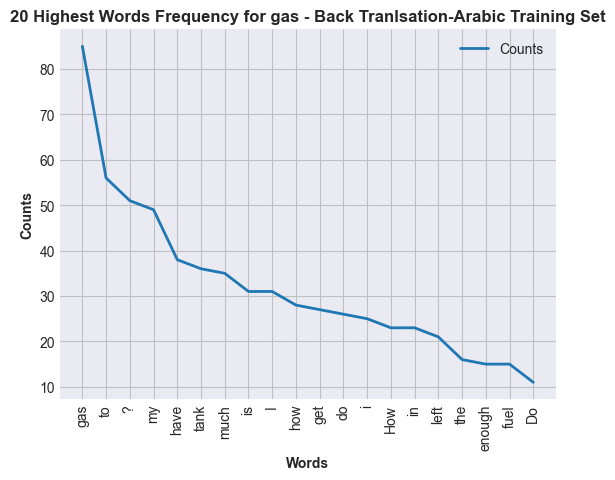 20 Highest Words Frequency for gas - Back Tranlsation-Arabic Training Set
Counts
80
70
60
50
40
30
20
10
Counts
gas
to
?
my
have
tank
much
is
I
how
get
do
i
How
in
left
the
enough
fuel
Do
Words